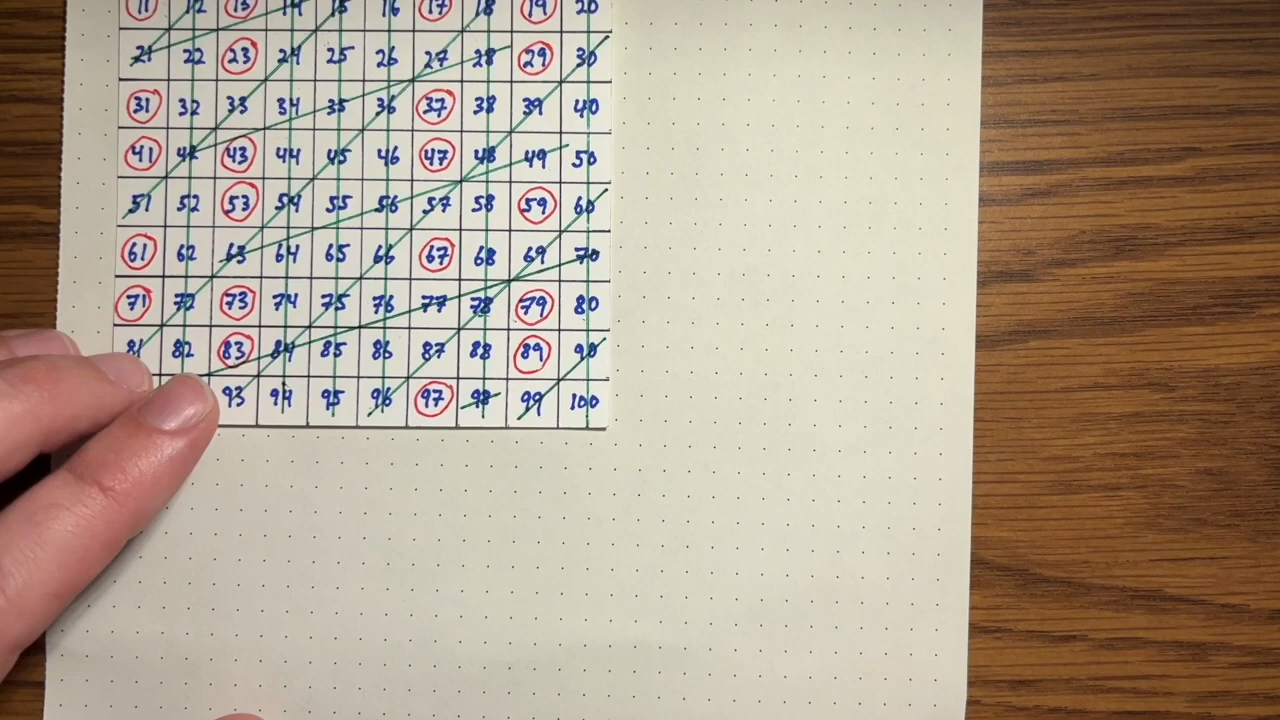 11 12 13 14 15 16 17 18 19 20
21 22 23 24 25 26 27 28 29 30
31 32 33 34 35 36 37 38 39 40
41 42 43 44 45 46 47 48 49 50
51 52 53 54 55 56 57 58 59 60
61 62 63 64 65 66 67 68 69 70
71 72 73 74 75 76 77 78 79 80
81 82 83 84 85 86 87 88 89 90
93 94 95 96 97 98 99 100